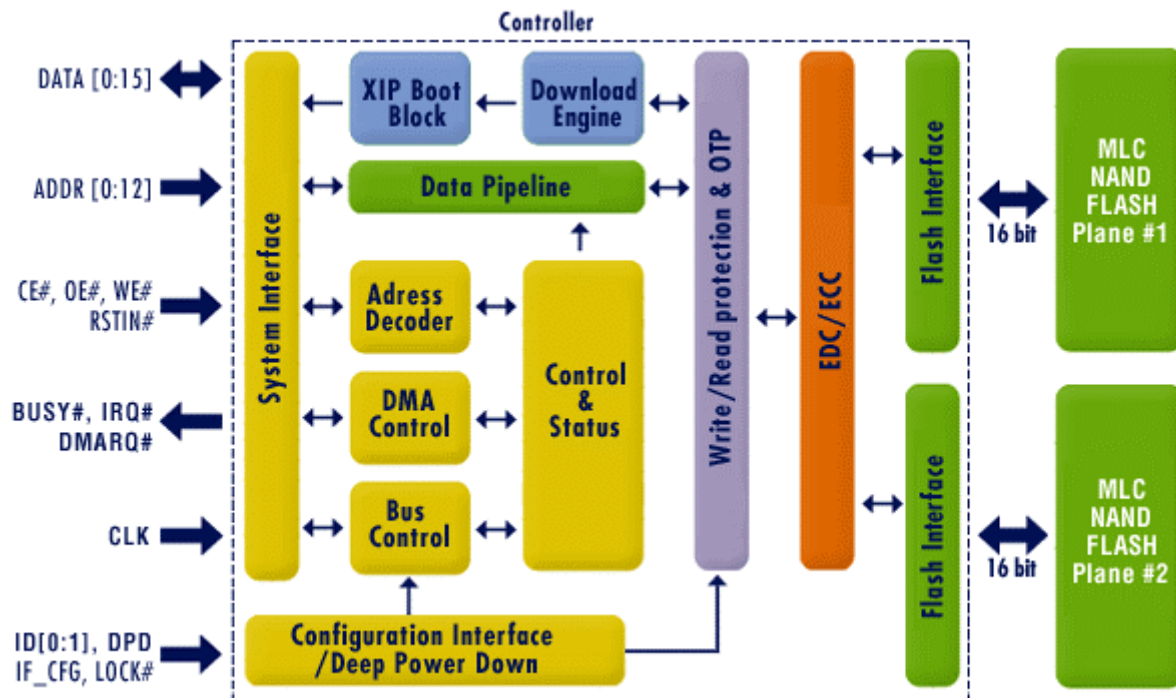 Controller
DATA [0:15]
ADDR [0:12]
CE#, OE#, WE#
RSTIN#
BUSY#, IRQ#
DMARQ#
CLK
ID[0:1], DPD
IF_CFG, LOCK#
System Interface
XIP Boot
Block
Download
Engine
Data Pipeline
Adress
Decoder
DMA
Control
Bus
Control
Control
&
Status
Configuration Interface
/Deep Power Down
Write/Read protection & OTP
EDC/ECC
Flash Interface
16 bit
MLC
NAND
FLASH
Plane #1
Flash Interface
16 bit
MLC
NAND
FLASH
Plane #2